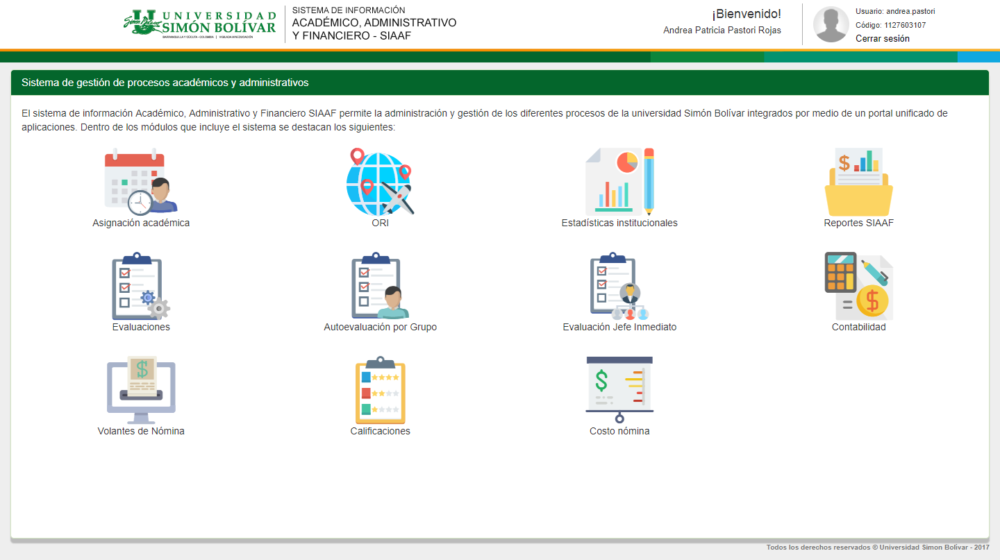 UNIVERSIDAD
SIMÓN BOLÍVAR
BARRANQUILLA Y CÚCUTA - COLOMBIA | VIGILADA MINEDUCACIÓN
SISTEMA DE INFORMACIÓN
ACADÉMICO, ADMINISTRATIVO
Y FINANCIERO - SIAAF
¡Bienvenido!
Andrea Patricia Pastori Rojas
Usuario: andrea.pastori
Código: 1127603107
Cerrar sesión
Sistema de gestión de procesos académicos y administrativos
El sistema de información Académico, Administrativo y Financiero SIAAF permite la administración y gestión de los diferentes procesos de la universidad Simón Bolívar integrados por medio de un portal unificado de
aplicaciones. Dentro de los módulos que incluye el sistema se destacan los siguientes:
Asignación académica
ORI
Estadísticas institucionales
Reportes SIAAF
Evaluaciones
Autoevaluación por Grupo
Evaluación Jefe Inmediato
Contabilidad
Volantes de Nómina
Calificaciones
Costo nómina
Todos los derechos reservados © Universidad Simon Bolívar - 2017